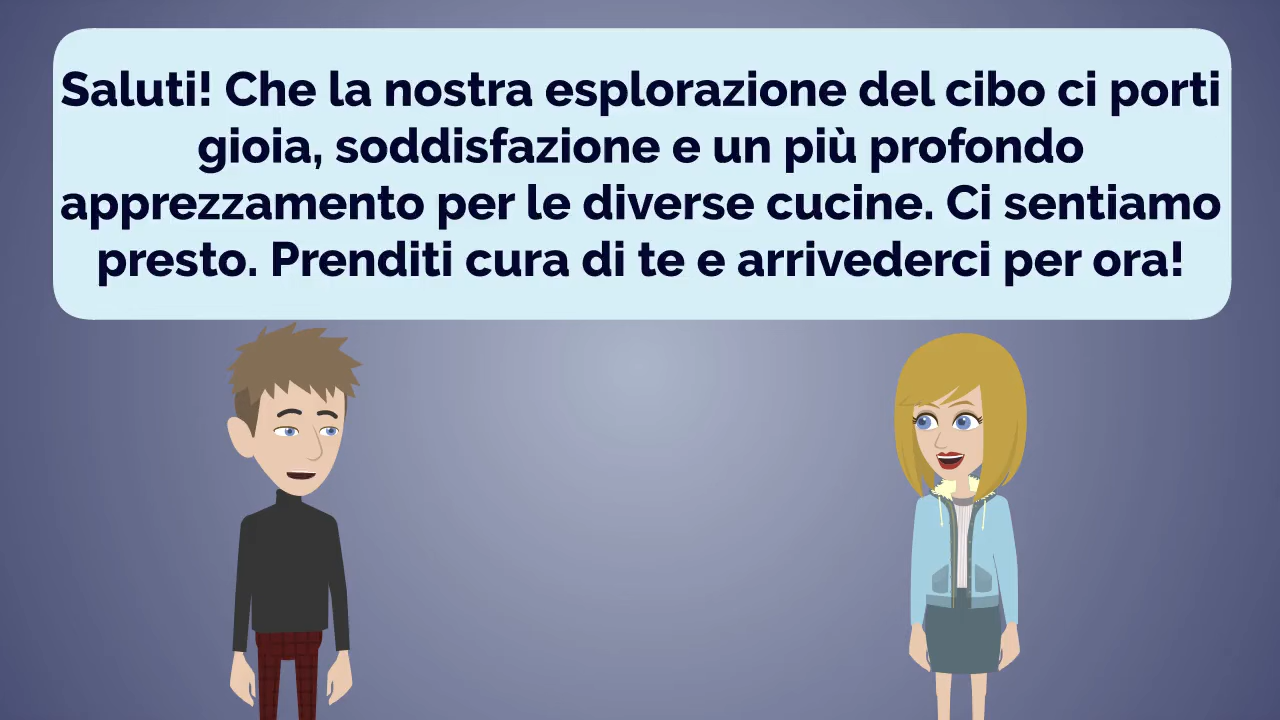 Saluti! Che la nostra esplorazione del cibo ci porti
gioia, soddisfazione e un più profondo
apprezzamento per le diverse cucine. Ci sentiamo
presto. Prenditi cura di te e arrivederci per ora!